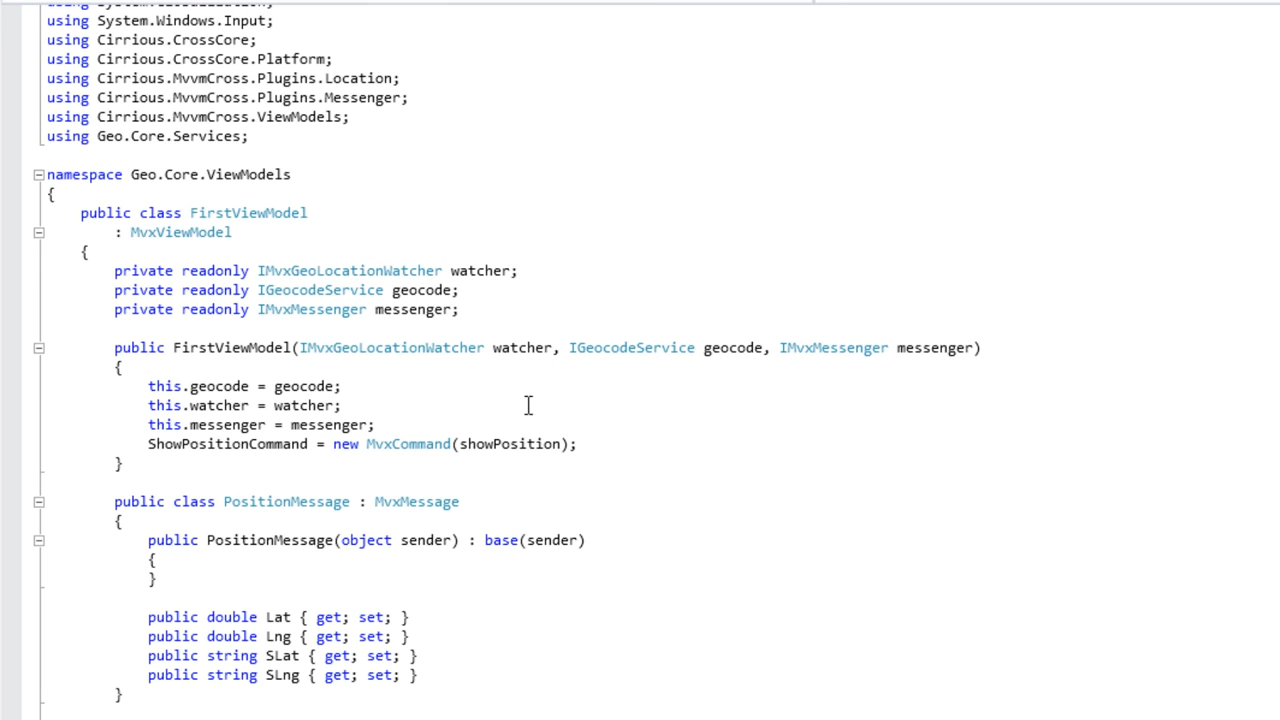 using System.Windows.Input;
using Cirrious.CrossCore;
using Cirrious.CrossCore.Platform;
using Cirrious.MvvmCross.Plugins.Location;
using Cirrious.MvvmCross.Plugins.Messenger;
using Cirrious.MvvmCross.ViewModels;
using Geo.Core.Services;
namespace Geo.Core.ViewModels
{
public class FirstViewModel
: MvxViewModel
{
private readonly IMvxGeoLocationWatcher watcher;
private readonly IGeocodeService geocode;
private readonly IMvxMessenger messenger;
public FirstViewModel(IMvxGeoLocationWatcher watcher, IGeocodeService geocode, IMvxMessenger messenger)
{
this.geocode = geocode;
this.watcher = watcher;
this.messenger = messenger;
ShowPositionCommand = new MvxCommand(showPosition);
}
public class PositionMessage : MvxMessage
{
public PositionMessage(object sender) : base(sender)
{
}
public double Lat { get; set; }
public double Lng { get; set; }
public string SLat { get; set; }
public string SLng { get; set; }
}